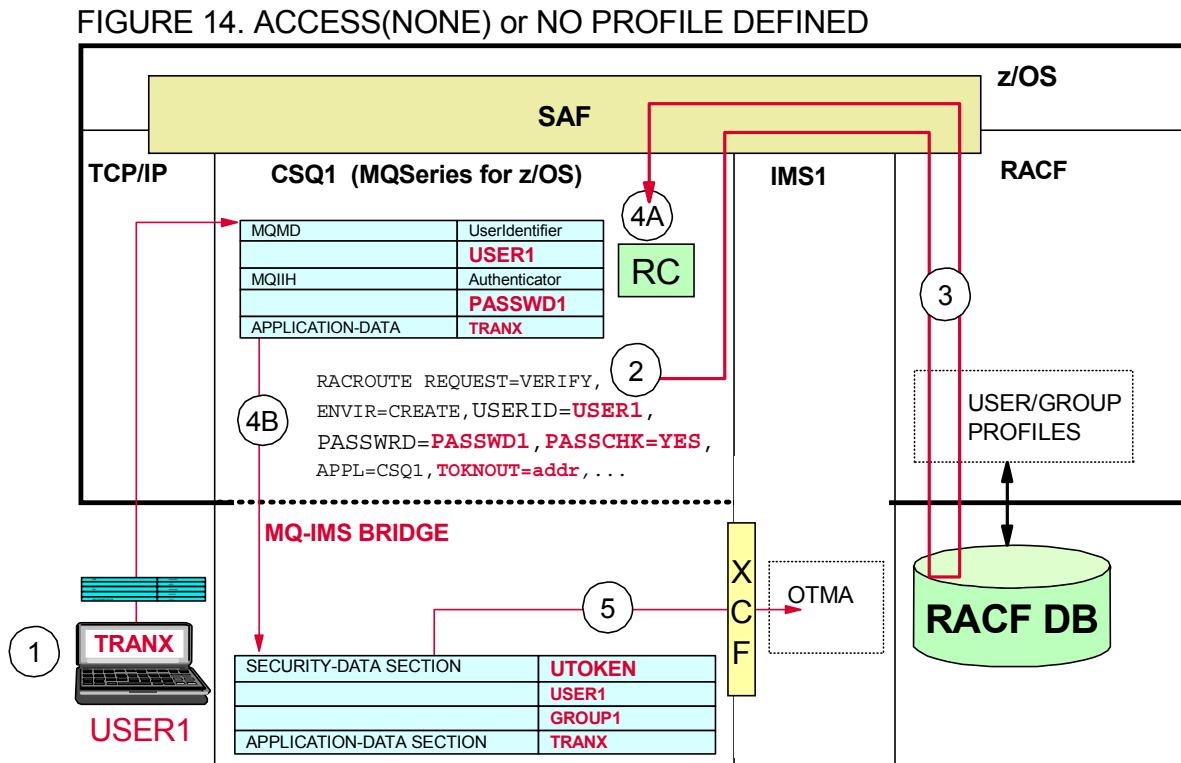 FIGURE 14. ACCESS(NONE) or NO PROFILE DEFINED
z/OS
SAF
TCP/IP
CSQ1 (MQSeries for z/OS)
IMS1
RACF
4A
RC
MQMD UserIdentifier
USER1
MQIIH Authenticator
PASSWD1
APPLICATION-DATA TRANX
3
2
RACROUTE REQUEST=VERIFY,
ENVIR=CREATE,USERID=USER1,
PASSWRD=PASSWD1,PASSCHK=YES,
APPL=CSQ1,TOKNOUT=addr,...
4B
USER/GROUP
PROFILES
MQ-IMS BRIDGE
XCF
OTMA
5
RACF DB
1
TRANX
USER1
SECURITY-DATA SECTION UTOKEN
USER1
GROUP1
APPLICATION-DATA SECTION TRANX